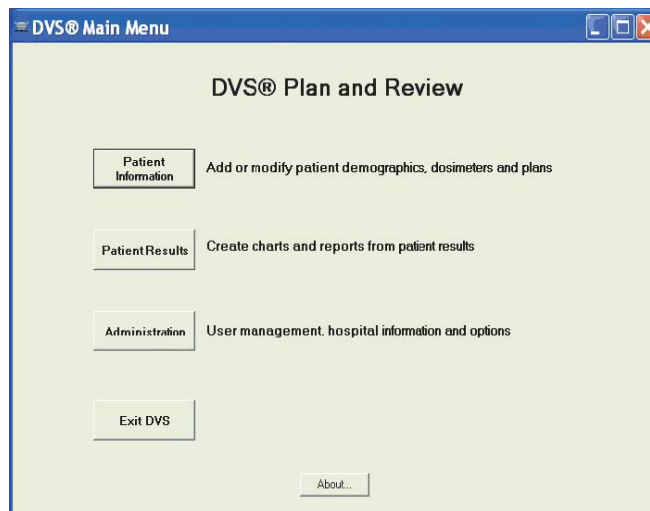 DVS® Main Menu
DVS® Plan and Review
Patient
Information
Add or modify patient demographics, dosimeters and plans
Patient Results
Create charts and reports from patient results
Administration
User management. hospital information and options
Exit DVS
About...